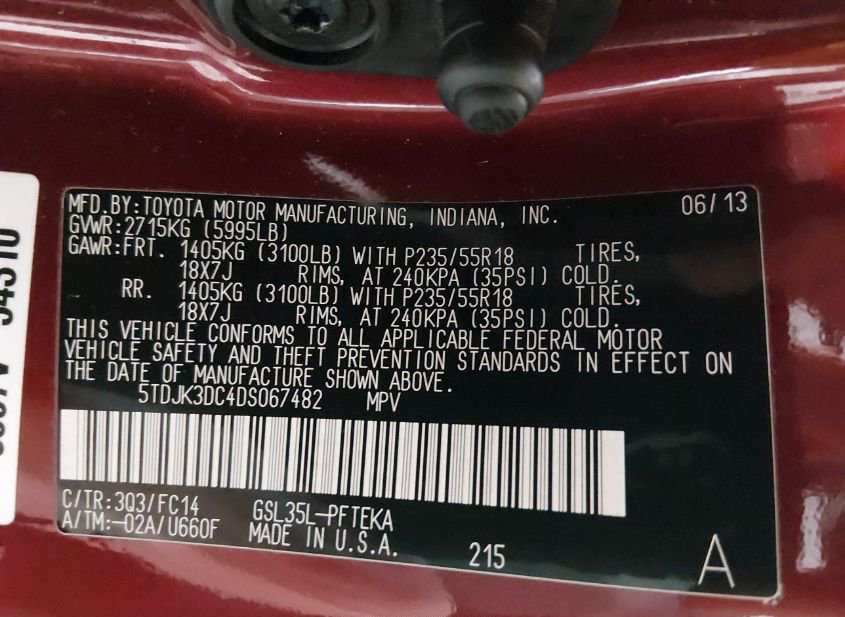 MFD.BY:TOYOTA MOTOR MANUFACTURING, INDIANA, INC. 06/13
GVWR:2715KG (5995LB)
GAWR:FRT. 1405KG (3100LB) WITH P235/55R18 TIRES,
18X7J RIMS, AT 240KPA (35PSI) COLD.
RR. 1405KG (3100LB) WITH P235/55R18 TIRES,
18X7J RIMS, AT 240KPA (35PSI) COLD.
THIS VEHICLE CONFORMS TO ALL APPLICABLE FEDERAL MOTOR
VEHICLE SAFETY AND THEFT PREVENTION STANDARDS IN EFFECT ON
THE DATE OF MANUFACTURE SHOWN ABOVE.
5TDJK3DC4DS067482 MPV
C/TR:3Q3/FC14 GSL35L-PFTEKA
A/TM:-02A/U660F MADE IN U.S.A. 215 A